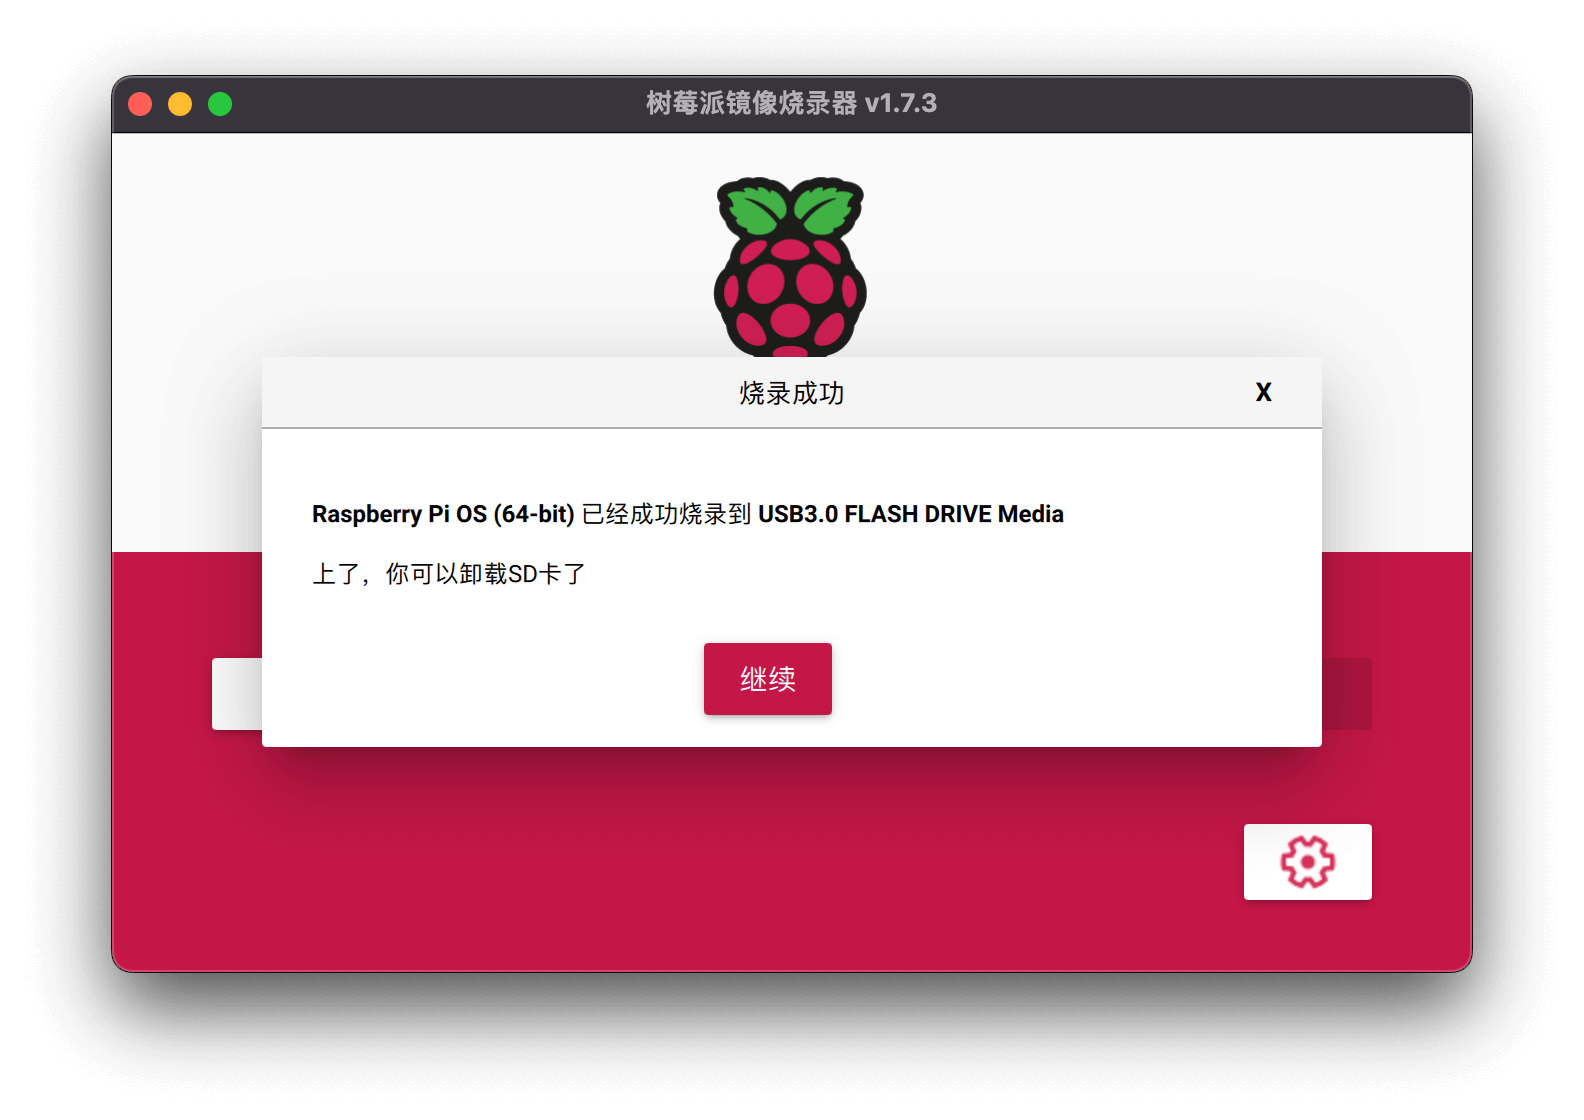 树莓派镜像烧录器 v1.7.3
烧录成功 X
Raspberry Pi OS (64-bit) 已经成功烧录到 USB3.0 FLASH DRIVE Media
上了，你可以卸载SD卡了
继续